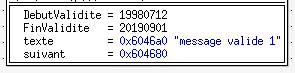 DebutValidite = 19980712
FinValidite = 20190901
texte = 0x6046a0 "message valide 1"
suivant = 0x604680